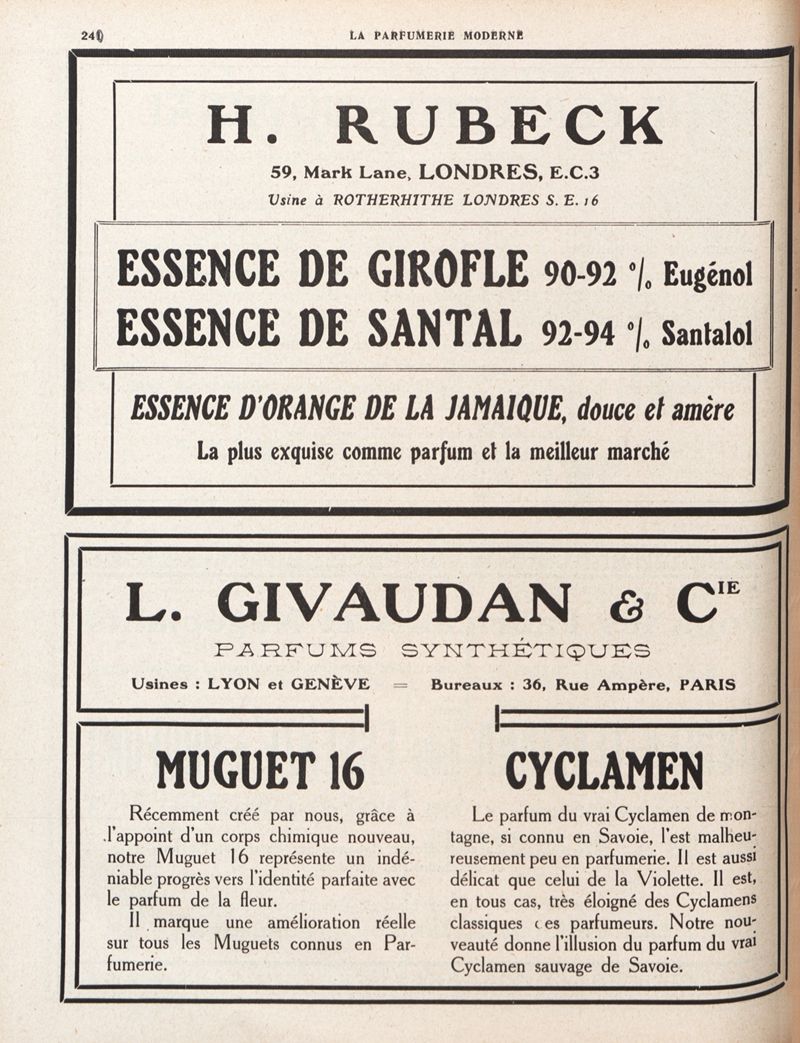 240
LA PARFUMERIE MODERNE
H. RUBECK
59, Mark Lane, LONDRES, E.C.3
Usine à ROTHERHITHE LONDRES S. E. 16
ESSENCE DE GIROFLE 90-92 % Eugénol
ESSENCE DE SANTAL 92-94 % Santalol
ESSENCE D'ORANGE DE LA JAMAIQUE, douce et amère
La plus exquise comme parfum et la meilleur marché
L. GIVAUDAN & CIE
PARFUMS SYNTHÉTIQUES
Usines : LYON et GENÈVE = Bureaux : 36, Rue Ampère, PARIS
MUGUET 16
Récemment créé par nous, grâce à
l'appoint d'un corps chimique nouveau,
notre Muguet 16 représente un indé-
niable progrès vers l'identité parfaite avec
le parfum de la fleur.
Il marque une amélioration réelle
sur tous les Muguets connus en Par-
fumerie.
CYCLAMEN
Le parfum du vrai Cyclamen de mon-
tagne, si connu en Savoie, l'est malheu-
reusement peu en parfumerie. Il est aussi
délicat que celui de la Violette. Il est,
en tous cas, très éloigné des Cyclamens
classiques des parfumeurs. Notre nou-
veauté donne l'illusion du parfum du vrai
Cyclamen sauvage de Savoie.